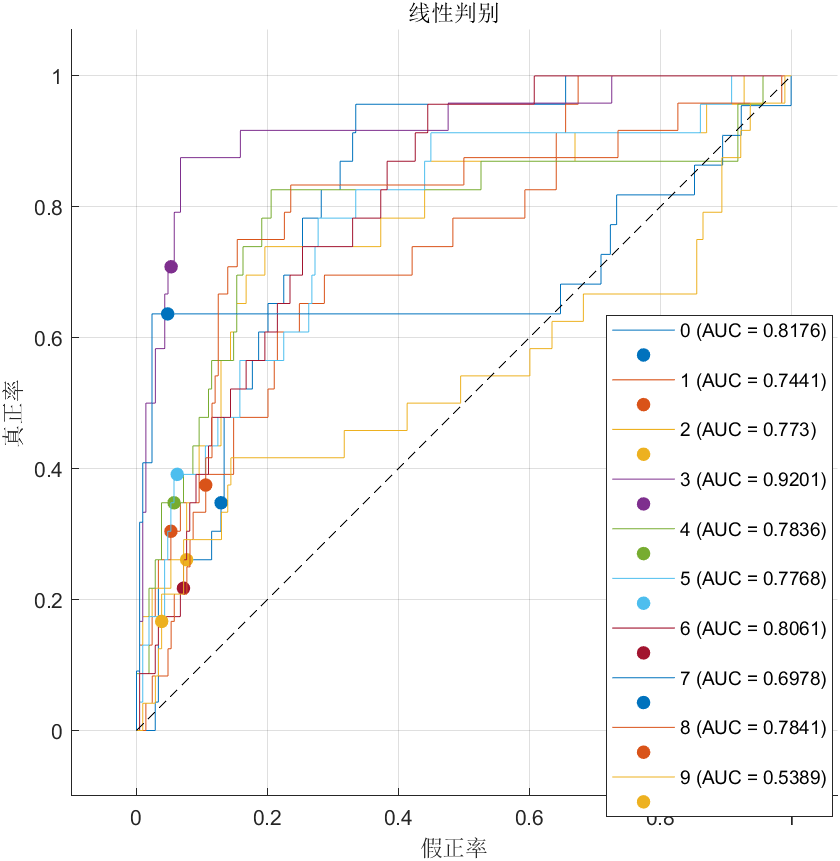 线性判别
1
0.8
0.6
0.4
0.2
0
真正率
0 (AUC = 0.8176)
1 (AUC = 0.7441)
2 (AUC = 0.773)
3 (AUC = 0.9201)
4 (AUC = 0.7836)
5 (AUC = 0.7768)
6 (AUC = 0.8061)
7 (AUC = 0.6978)
8 (AUC = 0.7841)
9 (AUC = 0.5389)
0 0.2 0.4 0.6 0.8 1
假正率